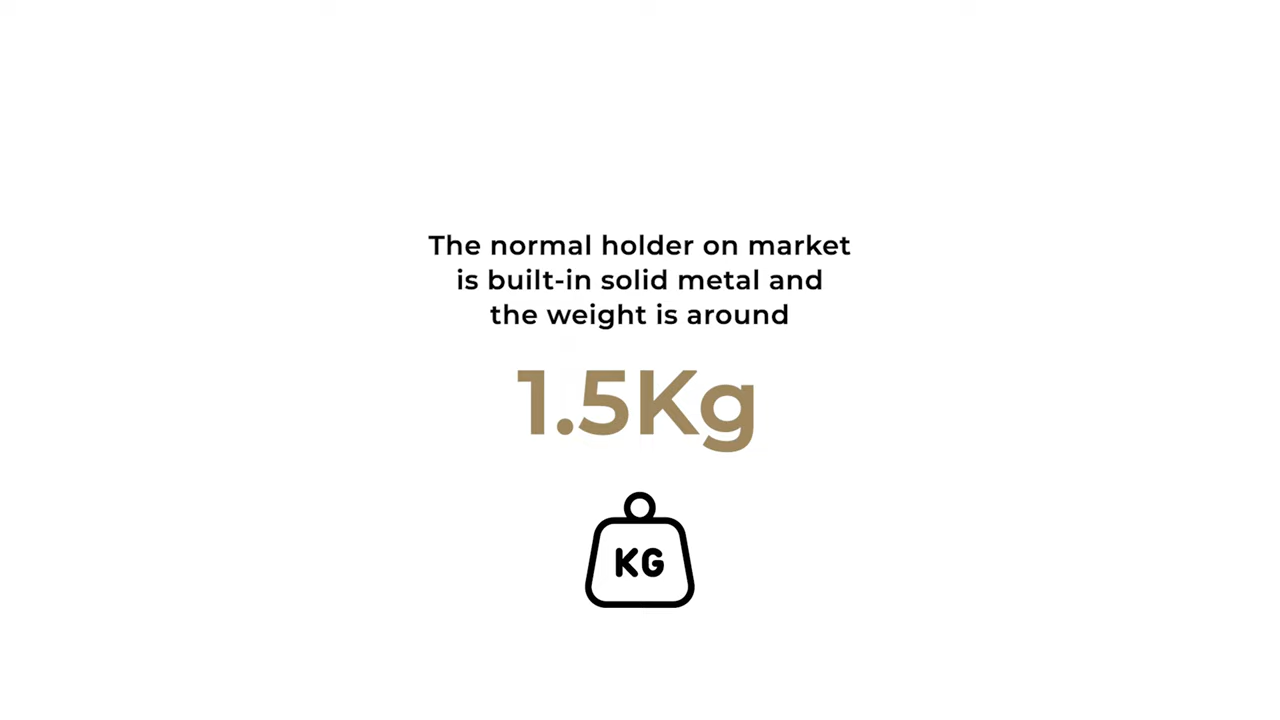 The normal holder on market
is built-in solid metal and
the weight is around
1.5Kg
KG